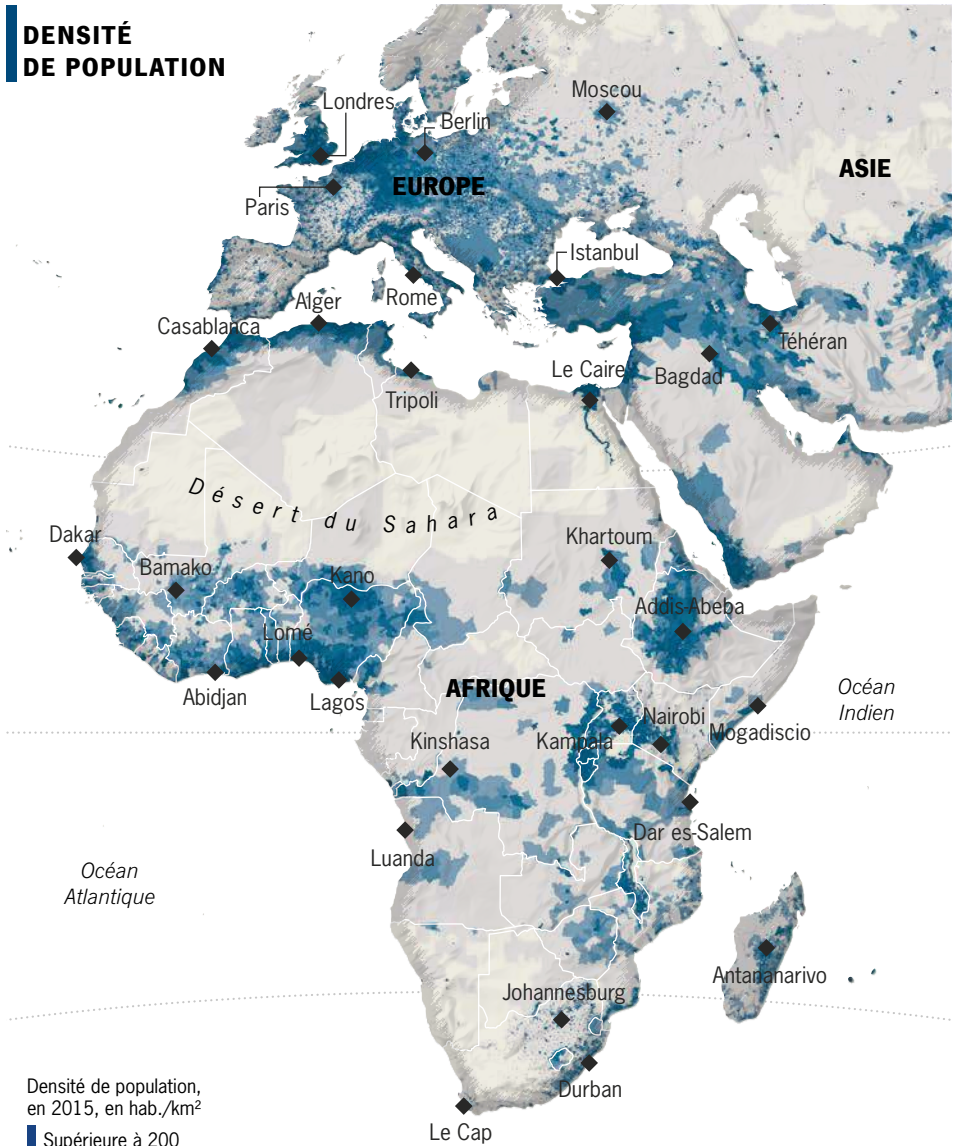 DENSITÉ
DE POPULATION
Moscou
Londres
Berlin
ASIE
EUROPE
Paris
Istanbul
Rome
Alger
Casablanca
Téhéran
Le Caire
Bagdad
Tripoli
Désert du Sahara
Dakar
Khartoum
Bamako
Kano
Addis-Abeba
Lomé
Abidjan
Lagos
AFRIQUE
Océan
Indien
Nairobi
Mogadiscio
Kinshasa
Kampala
Dar es-Salem
Luanda
Océan
Atlantique
Antananarivo
Johannesburg
Durban
Le Cap
Densité de population,
en 2015, en hab./km²
Supérieure à 200